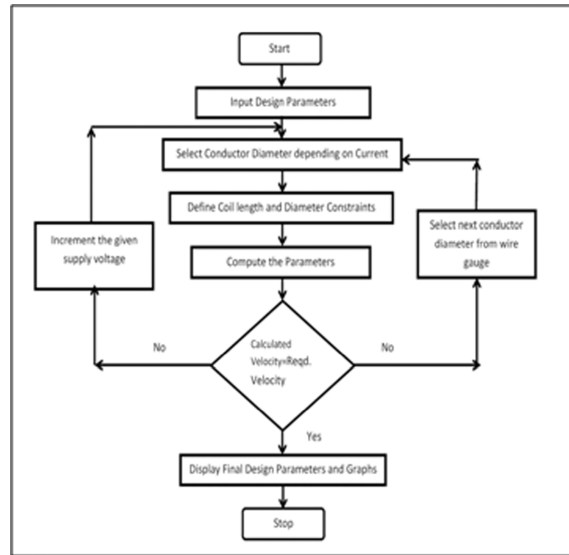 Start
Input Design Parameters
Select Conductor Diameter depending on Current
Define Coil length and Diameter Constraints
Increment the given
supply voltage
Select next conductor
diameter from wire
gauge
Compute the Parameters
No
Calculated
Velocity=Reqd.
Velocity
No
Yes
Display Final Design Parameters and Graphs
Stop